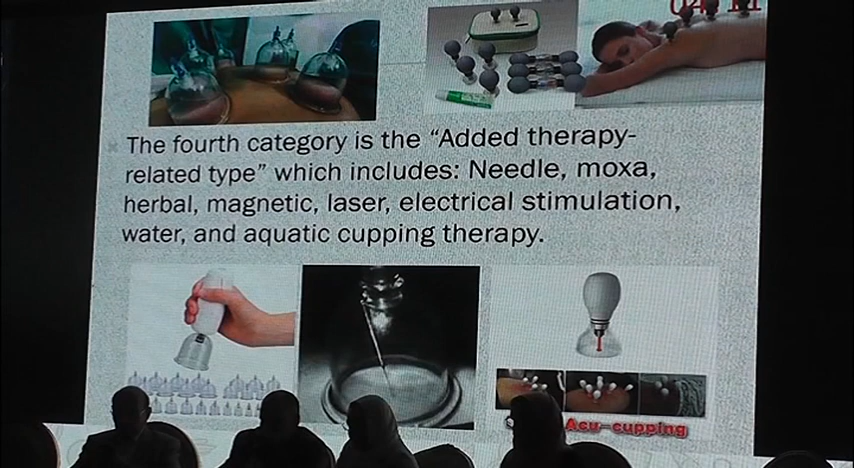 The fourth category is the “Added therapy-
related type” which includes: Needle, moxa,
herbal, magnetic, laser, electrical stimulation,
water, and aquatic cupping therapy.
Acu-cupping